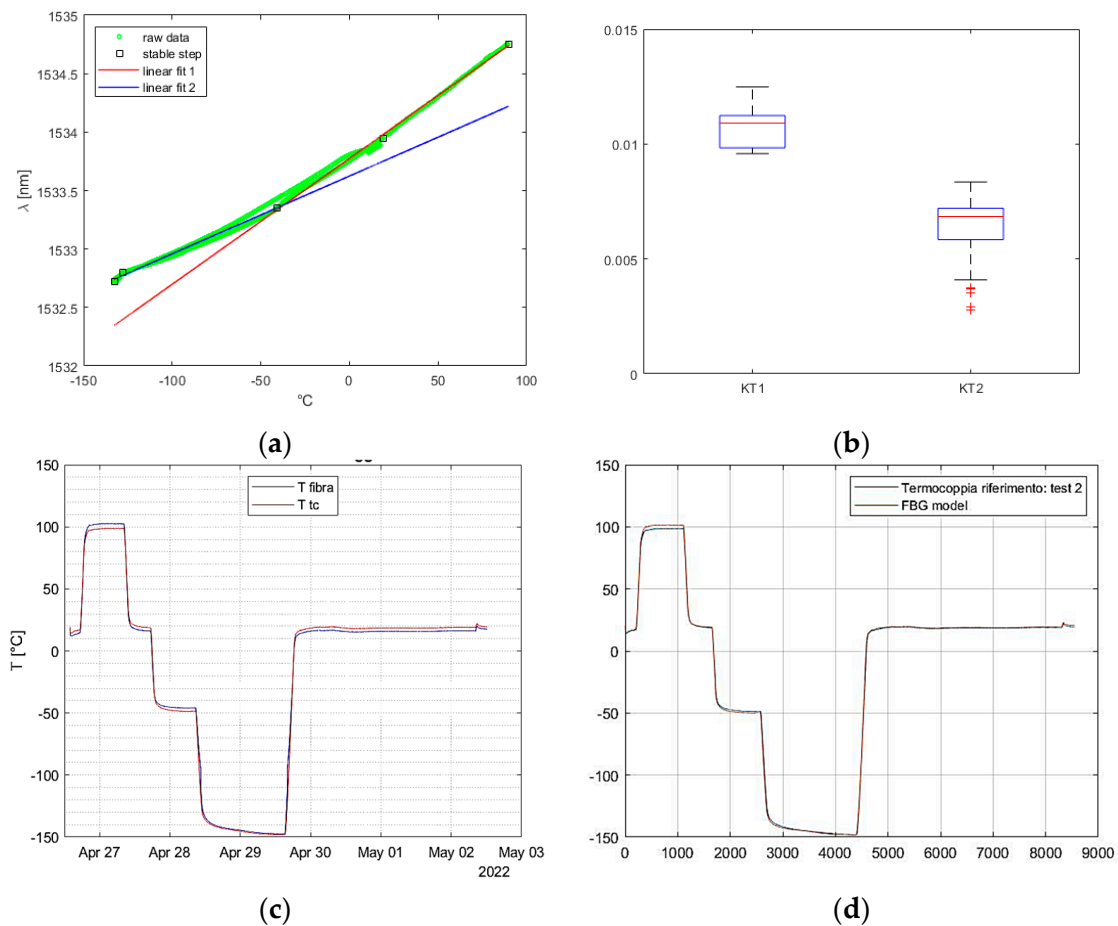 1535
1534.5
1534
1533.5
1533
1532.5
1532
λ [nm]
raw data
stable step
linear fit 1
linear fit 2
-150
-100
-50
0
50
100
°C
(a)
0.015
0.01
0.005
0
KT1
KT2
(b)
150
100
50
0
-50
-100
-150
T [°C]
T fibra
T tc
Apr 27
Apr 28
Apr 29
Apr 30
May 01
May 02
May 03
2022
(c)
150
100
50
0
-50
-100
-150
Termocoppia riferimento: test 2
FBG model
0
1000
2000
3000
4000
5000
6000
7000
8000
9000
(d)